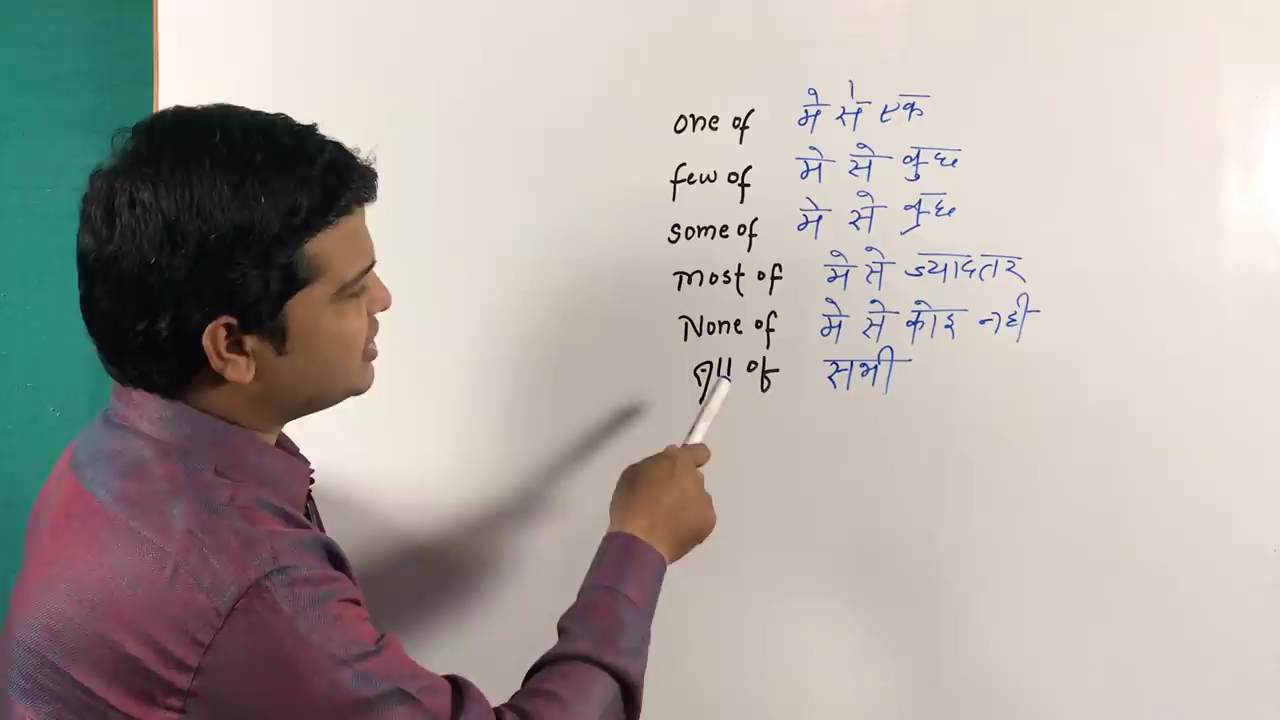 one of मे से एक
few of मे से कुछ
some of मे से कुछ
most of मे से ज्यादतर
None of मे से कोइ नही
All of सभी